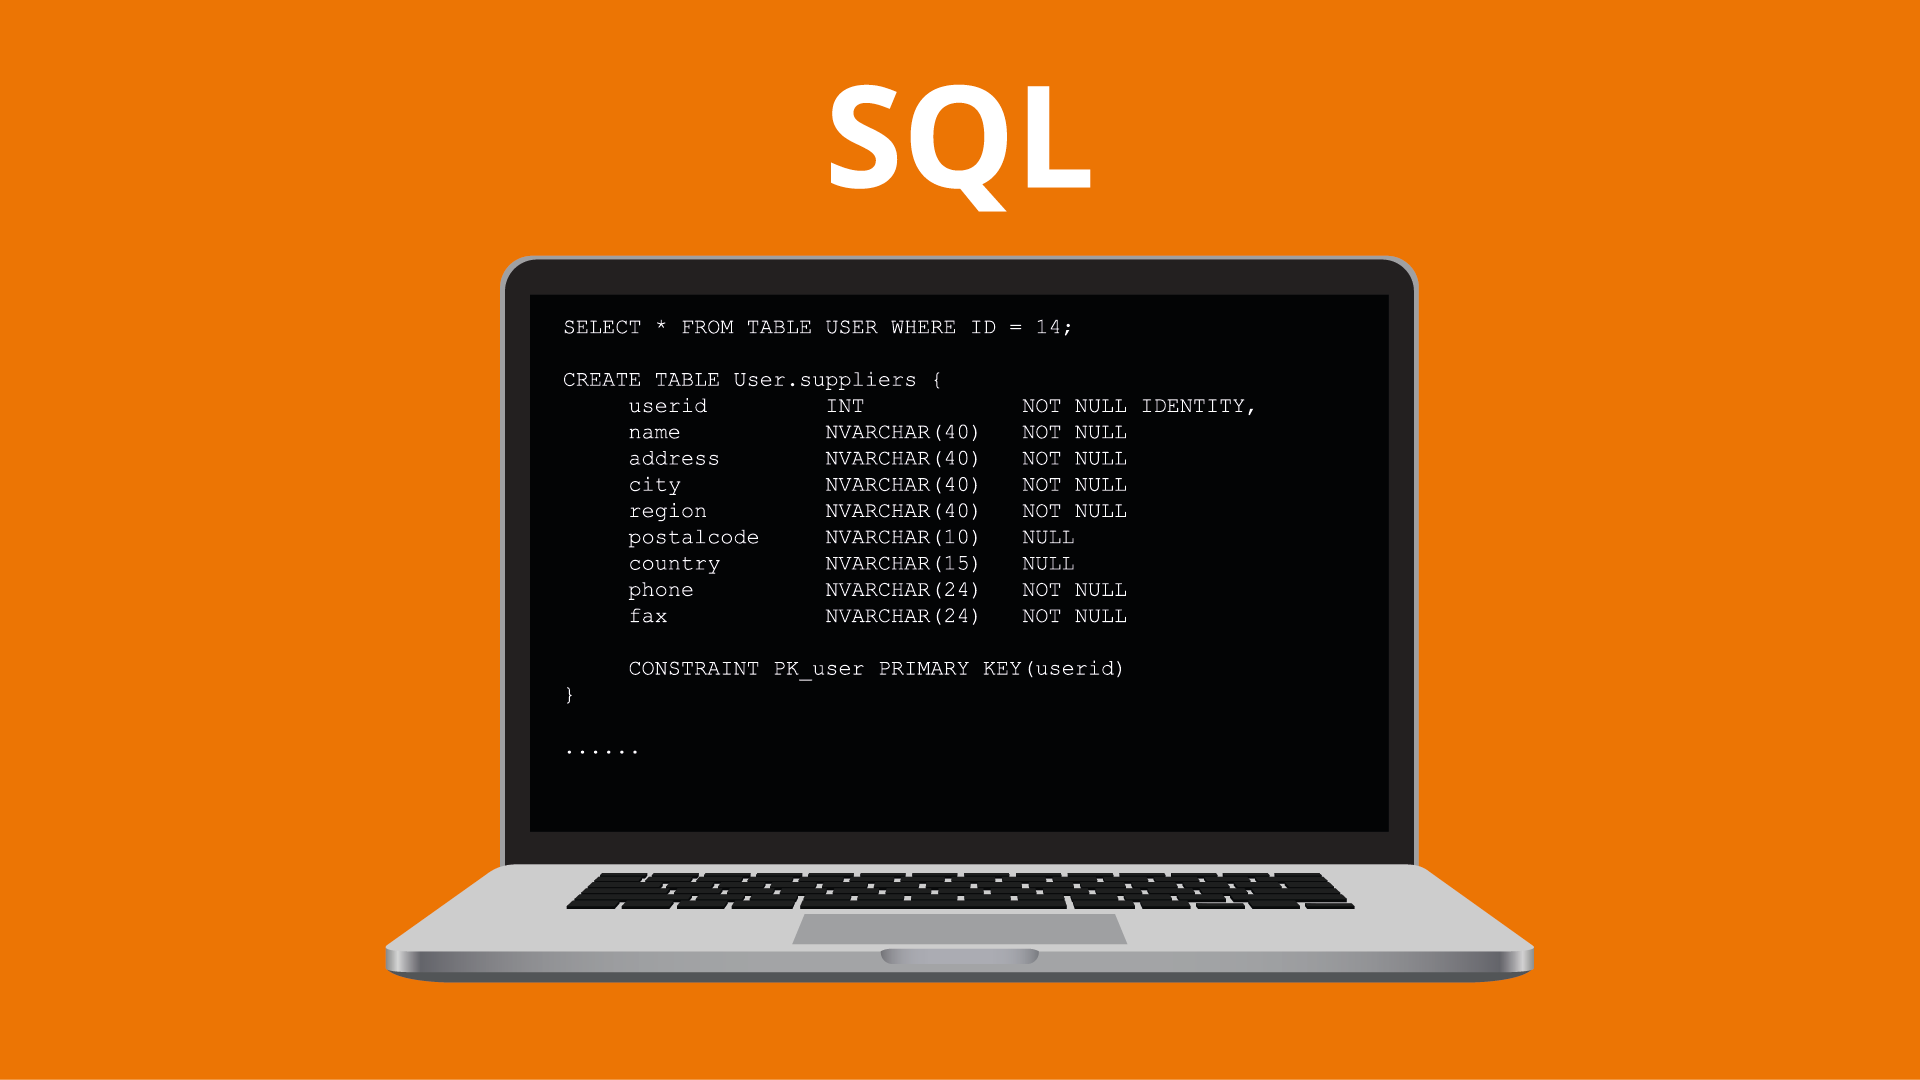 SQL
SELECT * FROM TABLE USER WHERE ID = 14;
CREATE TABLE User.suppliers {
userid INT NOT NULL IDENTITY,
name NVARCHAR(40) NOT NULL
address NVARCHAR(40) NOT NULL
city NVARCHAR(40) NOT NULL
region NVARCHAR(40) NOT NULL
postalcode NVARCHAR(10) NULL
country NVARCHAR(15) NULL
phone NVARCHAR(24) NOT NULL
fax NVARCHAR(24) NOT NULL
CONSTRAINT PK_user PRIMARY KEY(userid)
}
......